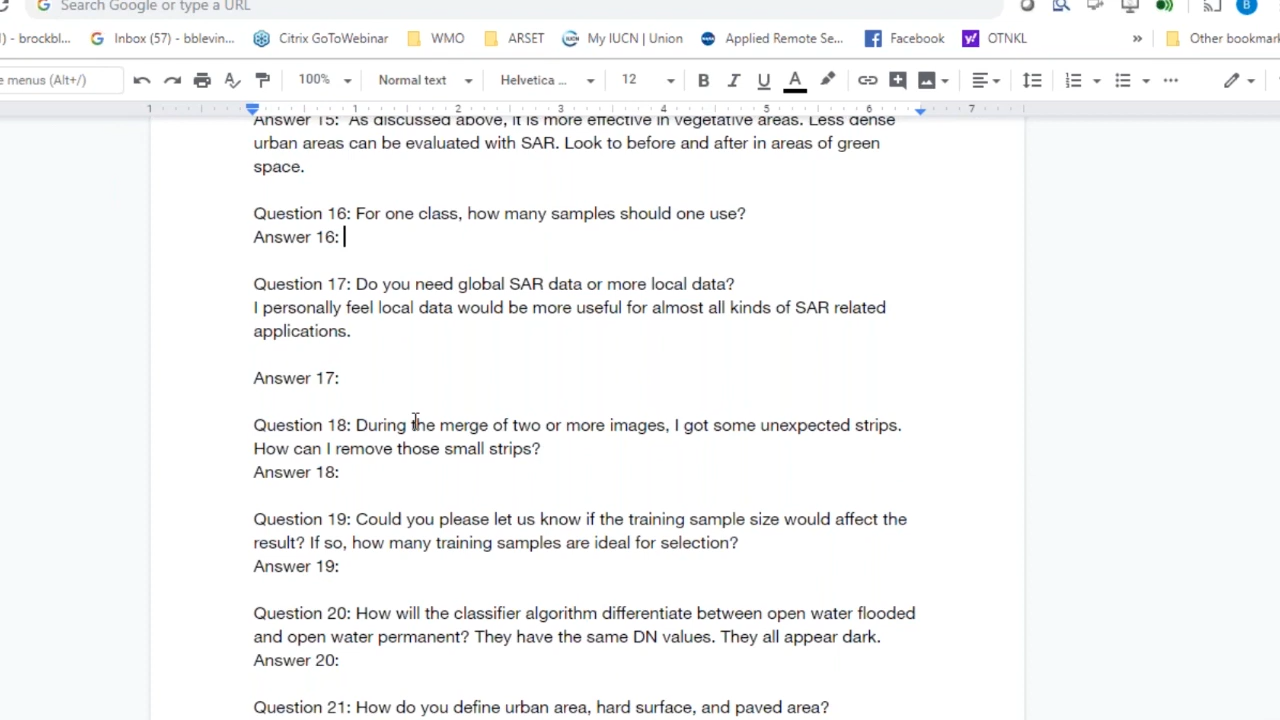 Search Google or type a URL
B
) - brockbl...
Inbox (57) - bblevin...
Citrix GoToWebinar
WMO
ARSET
My IUCN | Union
Applied Remote Se...
Facebook
OTNKL
»
Other bookmar
e menus (Alt+/)
100%
Normal text
Helvetica ...
12
B I U A
1 1 2 3 4 5 6 7
Answer 15: As discussed above, it is more effective in vegetative areas. Less dense
urban areas can be evaluated with SAR. Look to before and after in areas of green
space.
Question 16: For one class, how many samples should one use?
Answer 16:
Question 17: Do you need global SAR data or more local data?
I personally feel local data would be more useful for almost all kinds of SAR related
applications.
Answer 17:
Question 18: During the merge of two or more images, I got some unexpected strips.
How can I remove those small strips?
Answer 18:
Question 19: Could you please let us know if the training sample size would affect the
result? If so, how many training samples are ideal for selection?
Answer 19:
Question 20: How will the classifier algorithm differentiate between open water flooded
and open water permanent? They have the same DN values. They all appear dark.
Answer 20:
Question 21: How do you define urban area, hard surface, and paved area?